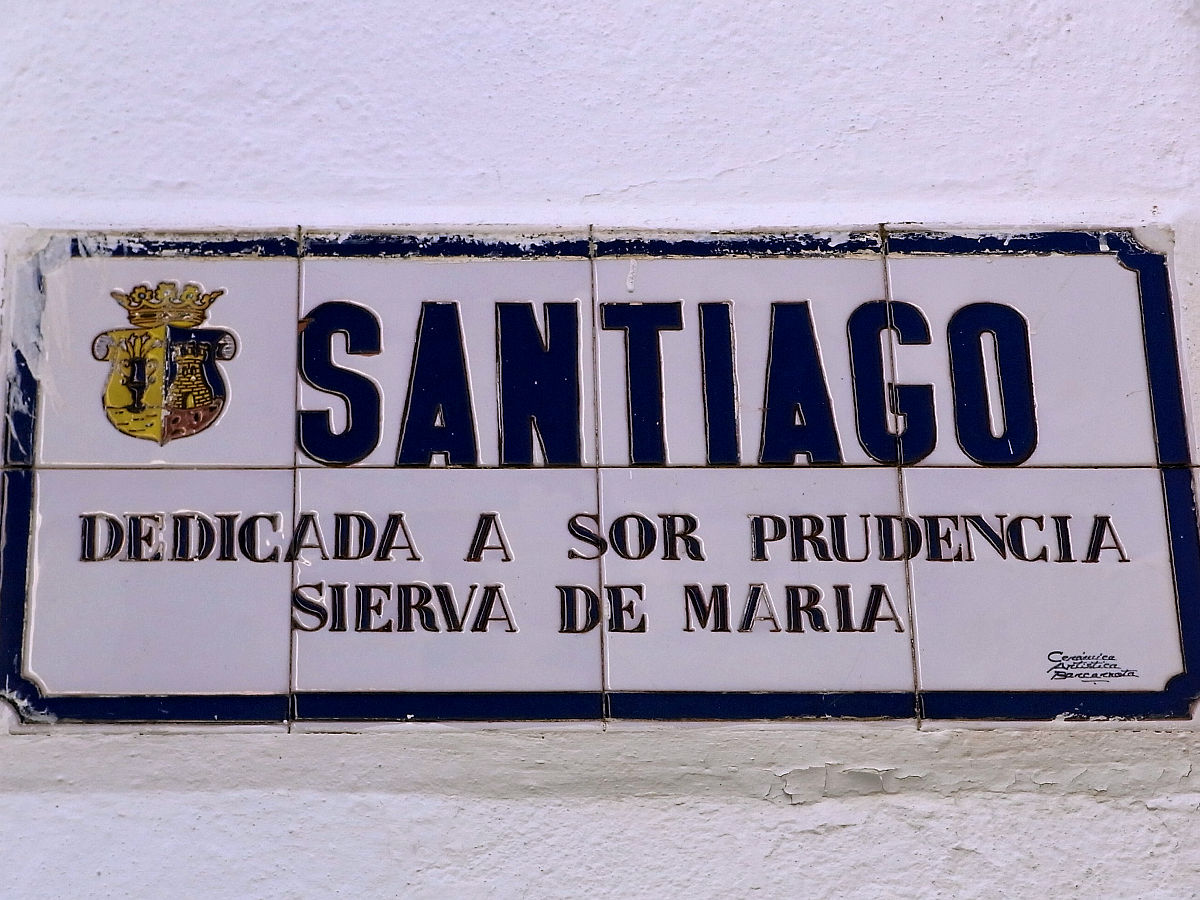 SANTIAGO
DEDICADA A SOR PRUDENCIA
SIERVA DE MARIA
Cerámica
Artística
Barcarrota